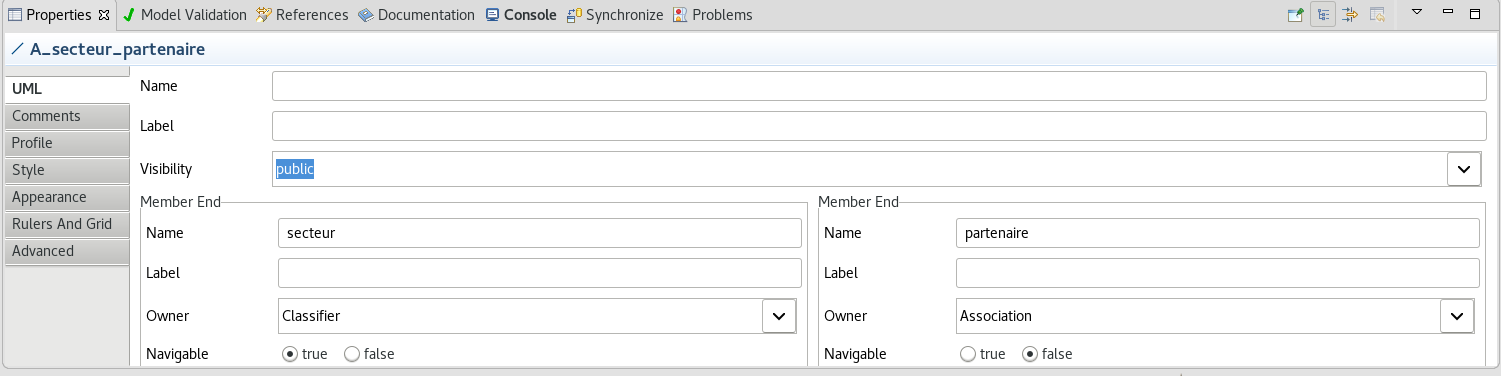 Properties Model Validation References Documentation Console Synchronize Problems
A_secteur_partenaire
UML
Comments
Profile
Style
Appearance
Rulers And Grid
Advanced
Name
Label
Visibility public
Member End
Name secteur
Label
Owner Classifier
Navigable true false
Member End
Name partenaire
Label
Owner Association
Navigable true false